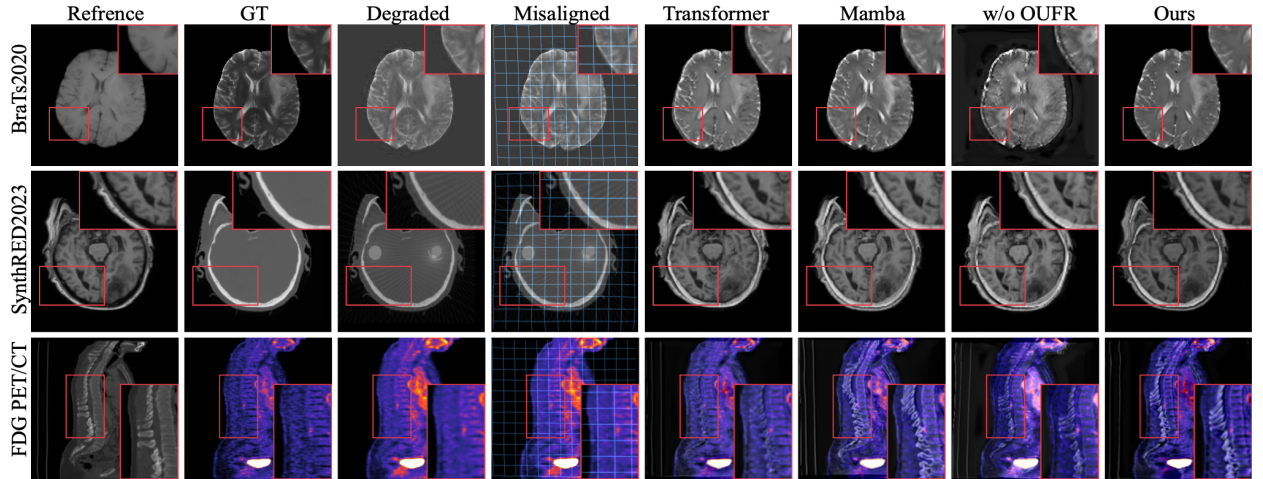 Refrence GT Degraded Misaligned Transformer Mamba w/o OUFR Ours
BraTs2020
SynthRED2023
FDG PET/CT